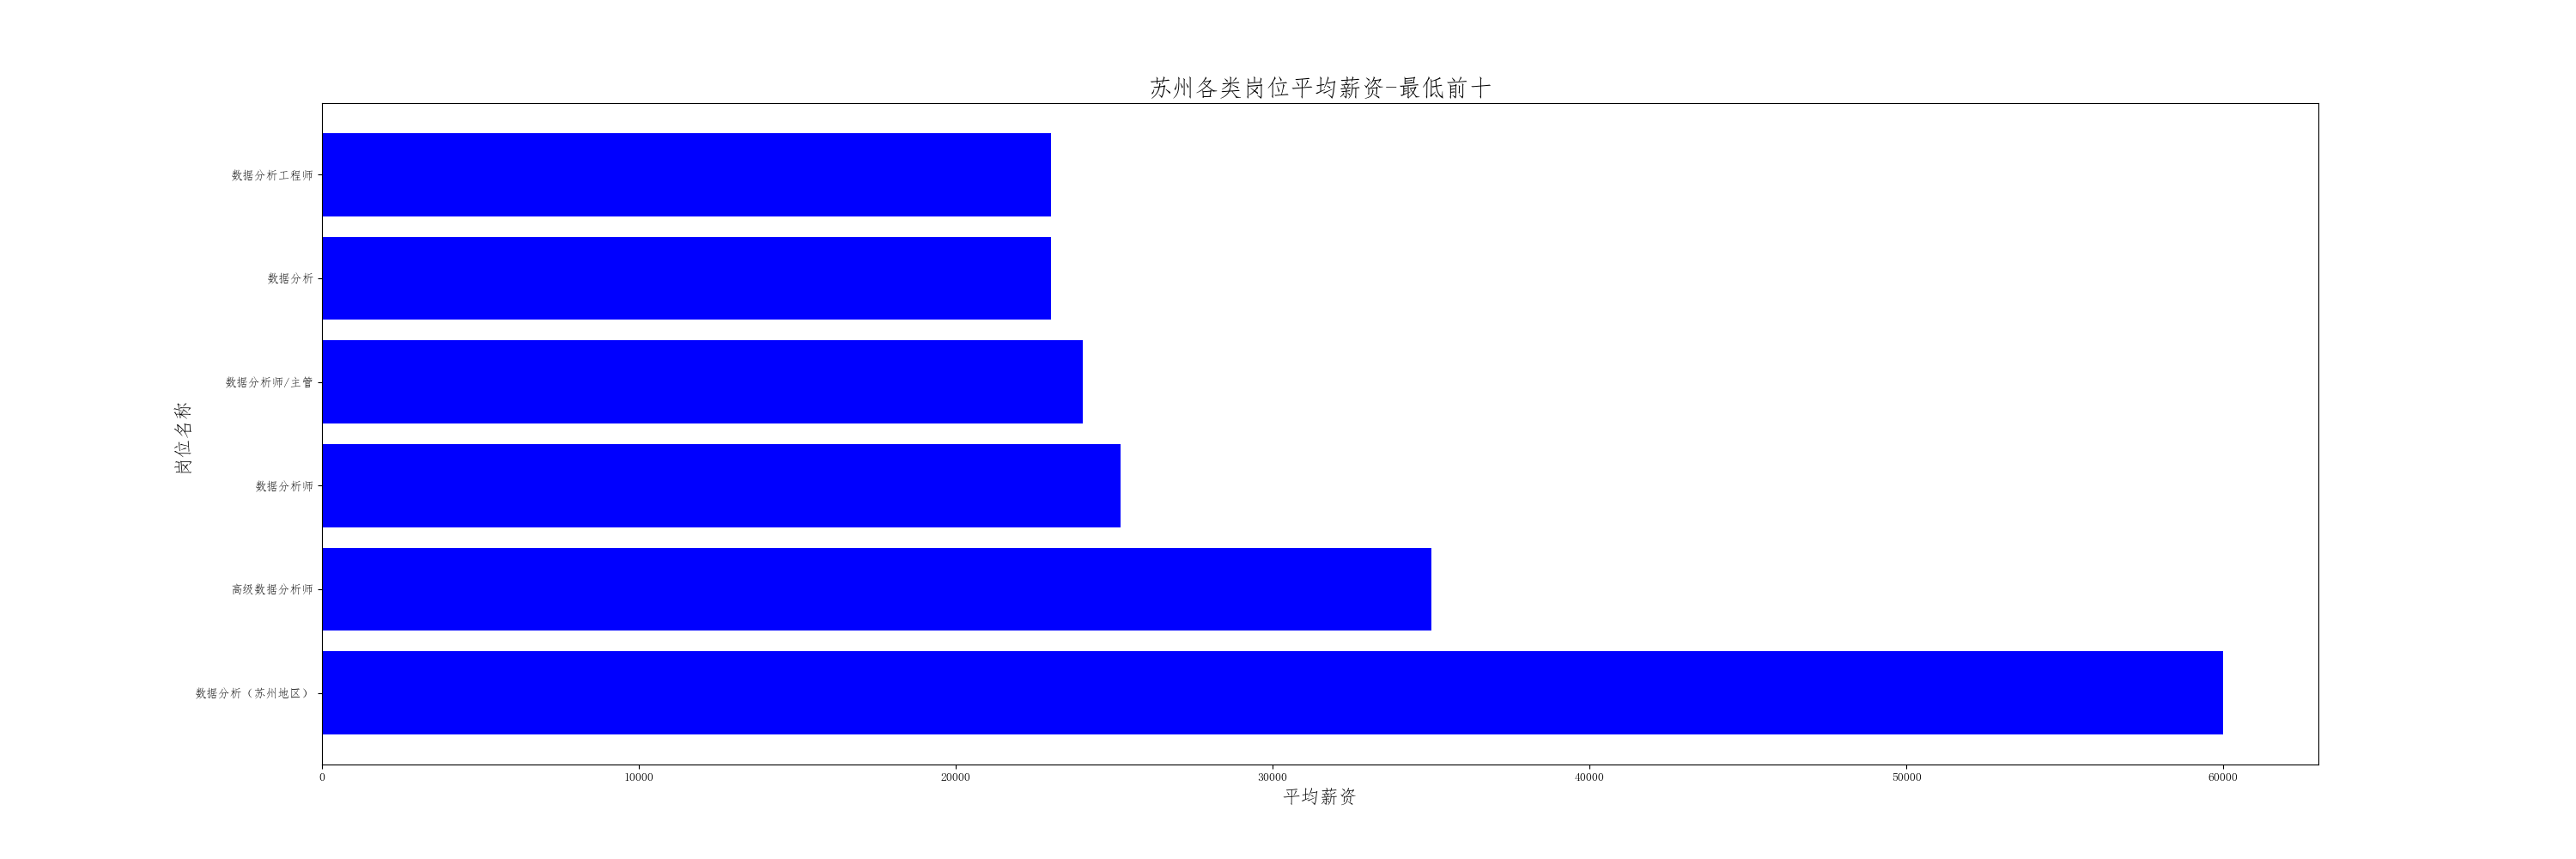 苏州各类岗位平均薪资-最低前十
岗位名称
数据分析工程师
数据分析
数据分析师/主管
数据分析师
高级数据分析师
数据分析（苏州地区）
0 10000 20000 30000 40000 50000 60000
平均薪资